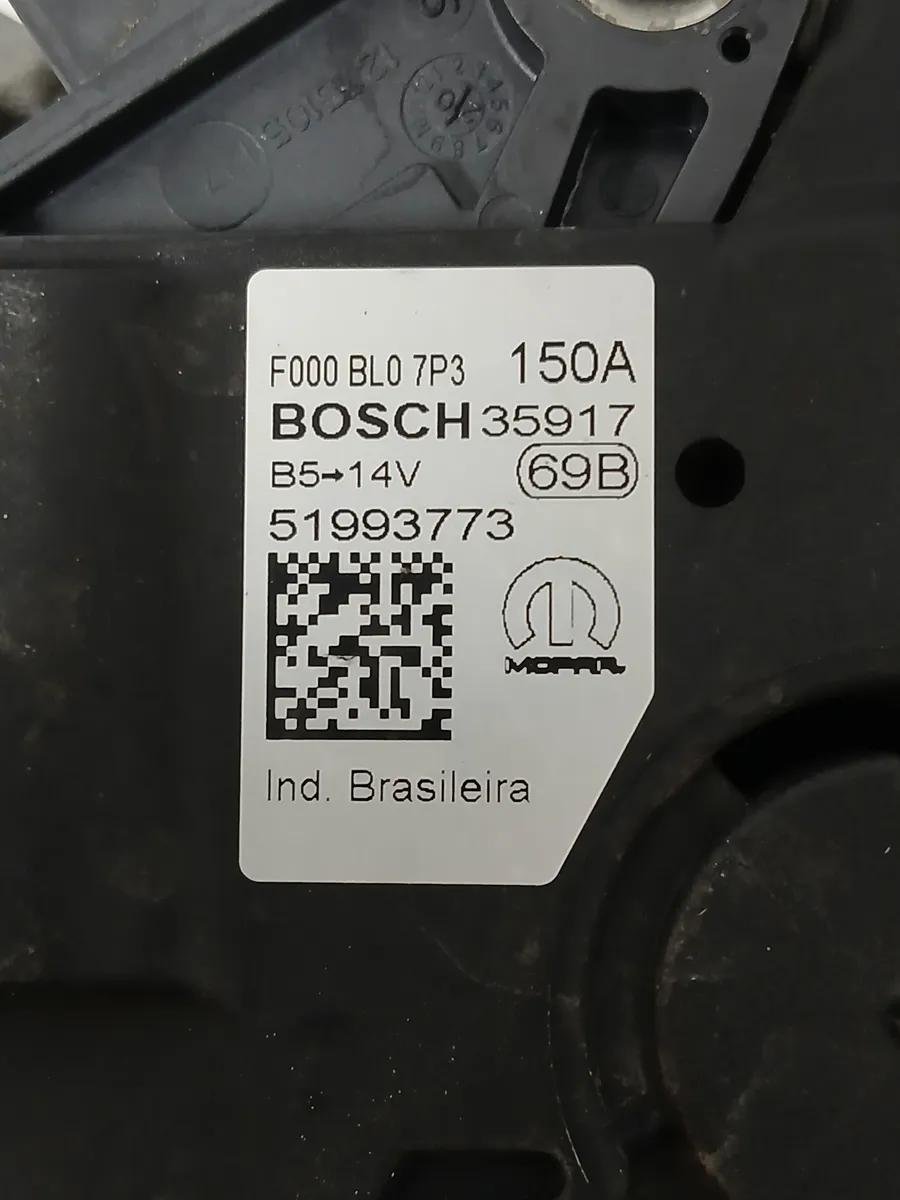 F000 BL0 7P3 150A
BOSCH 35917
B5→14V 69B
51993773
MOPAR
Ind. Brasileira